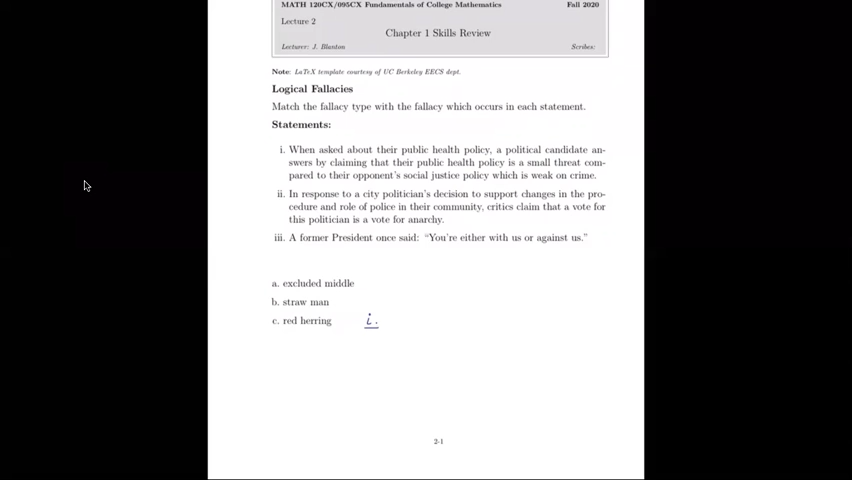 MATH 120CX/095CX Fundamentals of College Mathematics Fall 2020
Lecture 2
Chapter 1 Skills Review
Lecturer: J. Blanton Scribes:
Note: LaTeX template courtesy of UC Berkeley EECS dept.
Logical Fallacies
Match the fallacy type with the fallacy which occurs in each statement.
Statements:
i. When asked about their public health policy, a political candidate an-
swers by claiming that their public health policy is a small threat com-
pared to their opponent's social justice policy which is weak on crime.
ii. In response to a city politician's decision to support changes in the pro-
cedure and role of police in their community, critics claim that a vote for
this politician is a vote for anarchy.
iii. A former President once said: "You're either with us or against us."
a. excluded middle
b. straw man
c. red herring i.
2-1